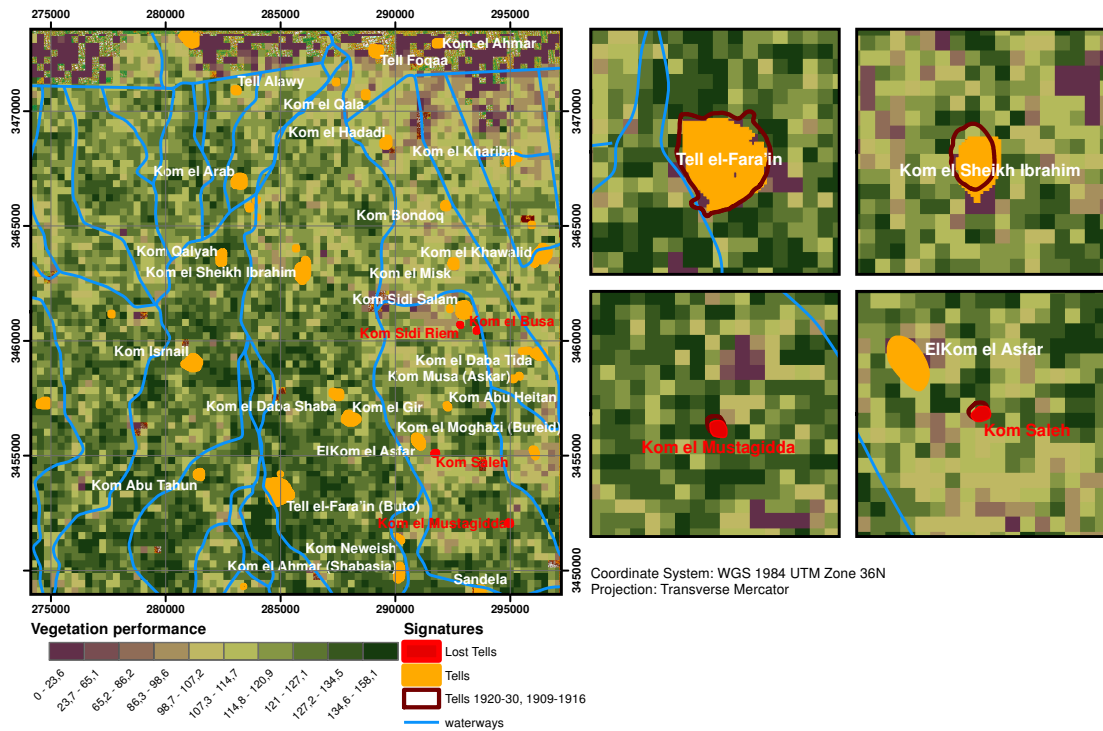 275000 280000 285000 290000 295000
3470000
3465000
3460000
3455000
3450000
Kom el Ahmar
Tell Foqaa
Tell Alawy
Kom el Qala
Kom el Hadadi
Kom el Khariba
Kom el Arab
Kom Bondoq
Kom Qaiyah
Kom el Khawalid
Kom el Sheikh Ibrahim
Kom el Misk
Kom Sidi Salam
Kom el Busa
Kom Sidi Riem
Kom Ismail
Kom el Daba Tida
Kom Musa (Askar)
Kom Abu Heitan
Kom el Daba Shaba
Kom el Gir
Kom el Moghazi (Bureid)
ElKom el Asfar
Kom Saleh
Kom Abu Tahun
Tell el-Fara'in (Buto)
Kom el Mustagiddah
Kom Neweish
Kom el Ahmar (Shabasia)
Sandela
3470000
3465000
3460000
3455000
3450000
275000 280000 285000 290000 295000
Tell el-Fara'in
Kom el Sheikh Ibrahim
Kom el Mustagidda
ElKom el Asfar
Kom Saleh
Coordinate System: WGS 1984 UTM Zone 36N
Projection: Transverse Mercator
Vegetation performance
0 - 23,6
23,7 - 65,1
65,2 - 86,2
86,3 - 98,6
98,7 - 107,2
107,3 - 114,7
114,8 - 120,9
121 - 127,1
127,2 - 134,5
134,6 - 158,1
Signatures
Lost Tells
Tells
Tells 1920-30, 1909-1916
waterways